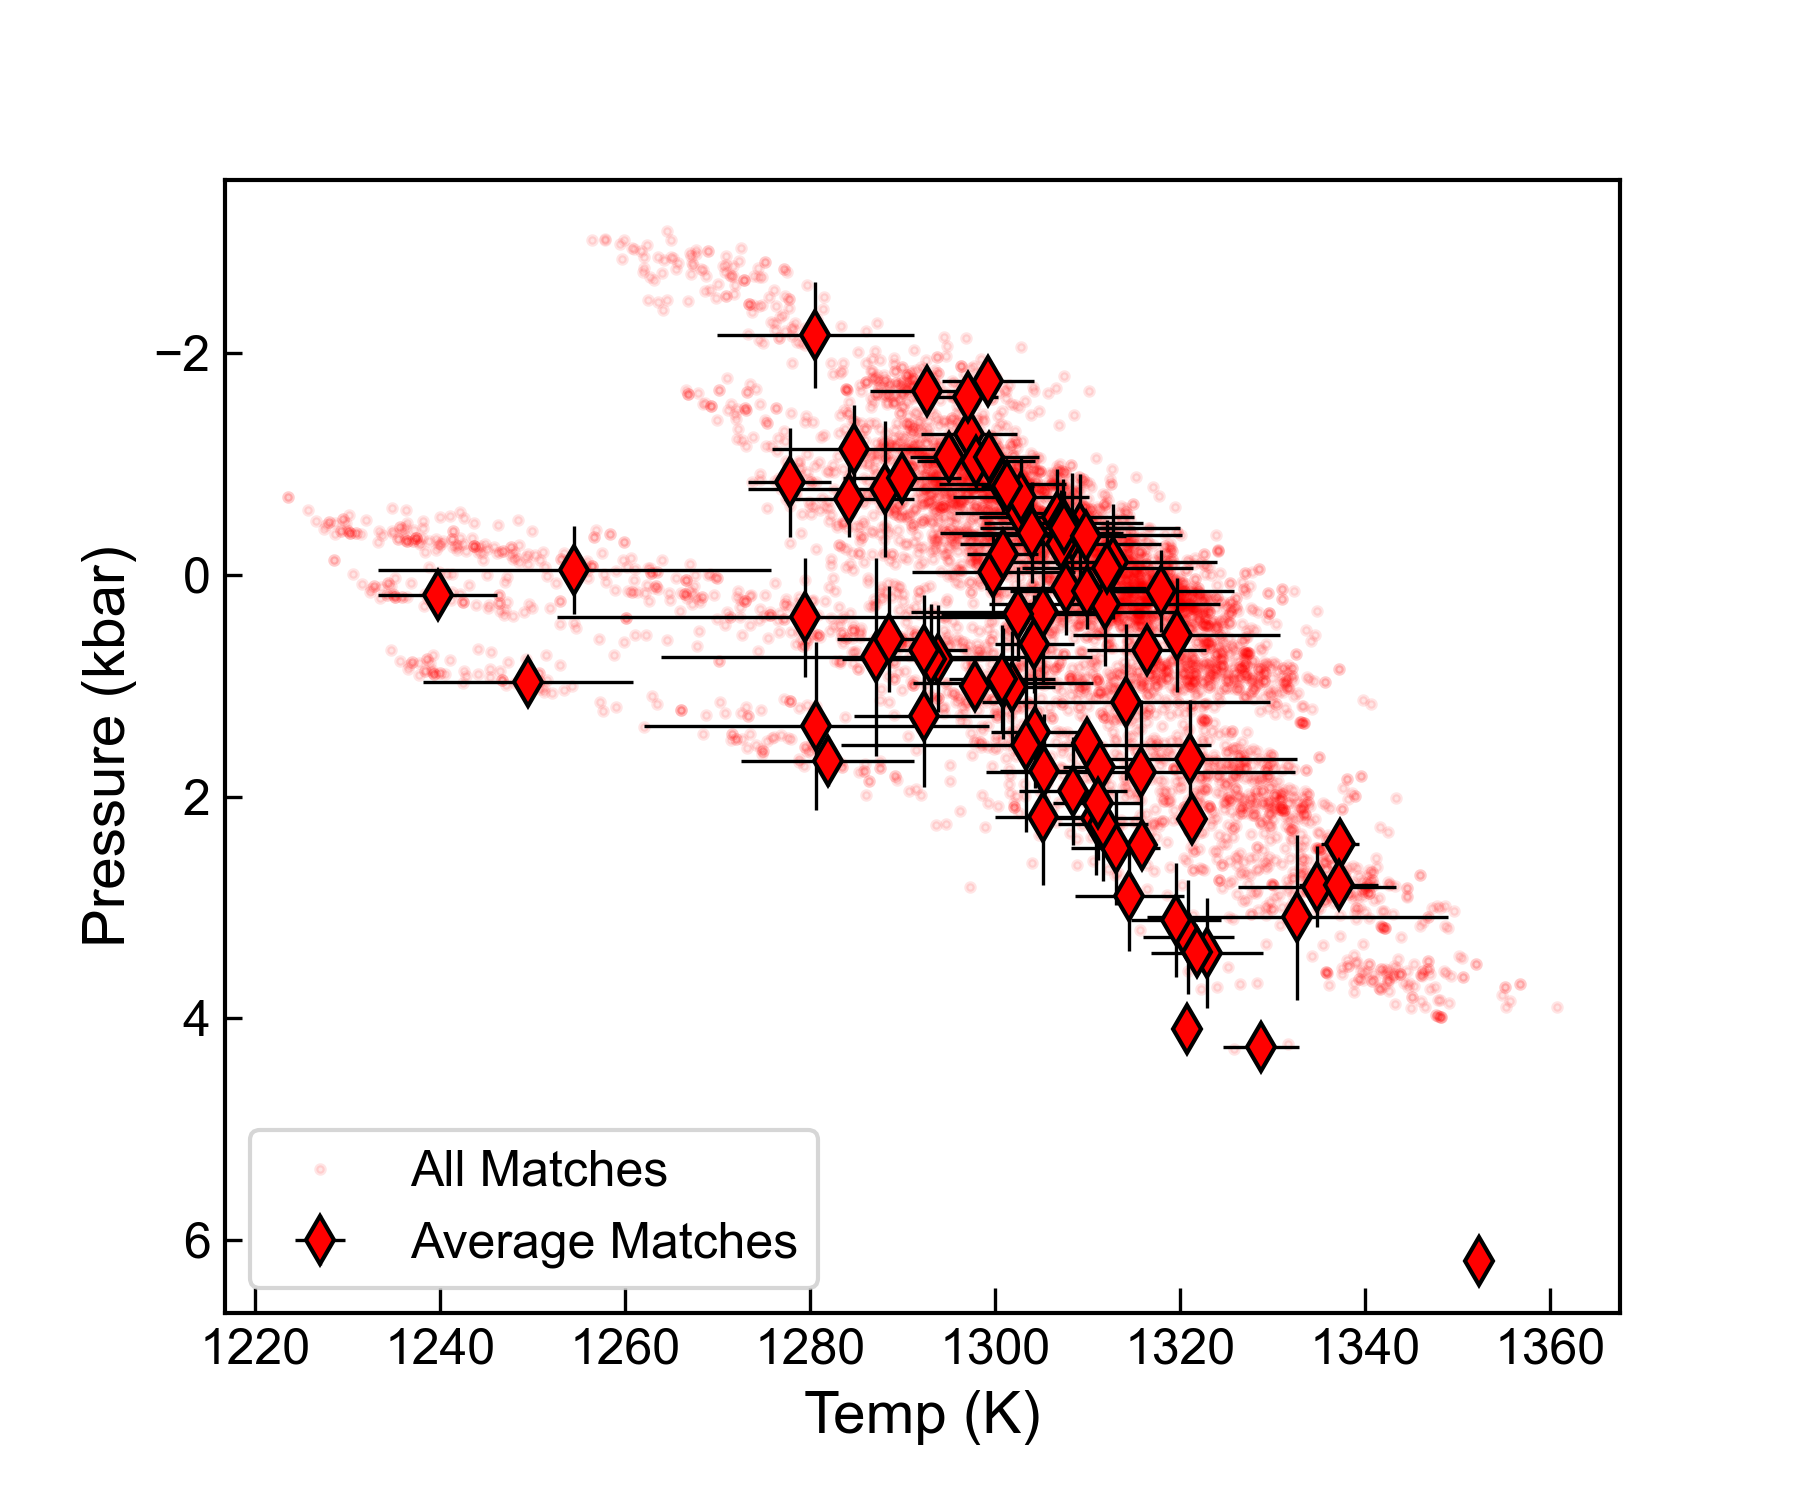 −2
0
2
4
6
Pressure (kbar)
All Matches
Average Matches
1220 1240 1260 1280 1300 1320 1340 1360
Temp (K)